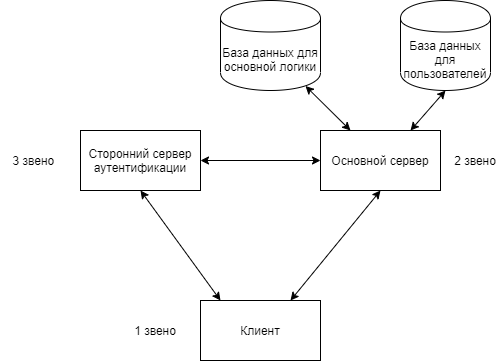 База данных для
основной логики
База данных
для
пользователей
3 звено
Сторонний сервер
аутентификации
Основной сервер
2 звено
1 звено
Клиент